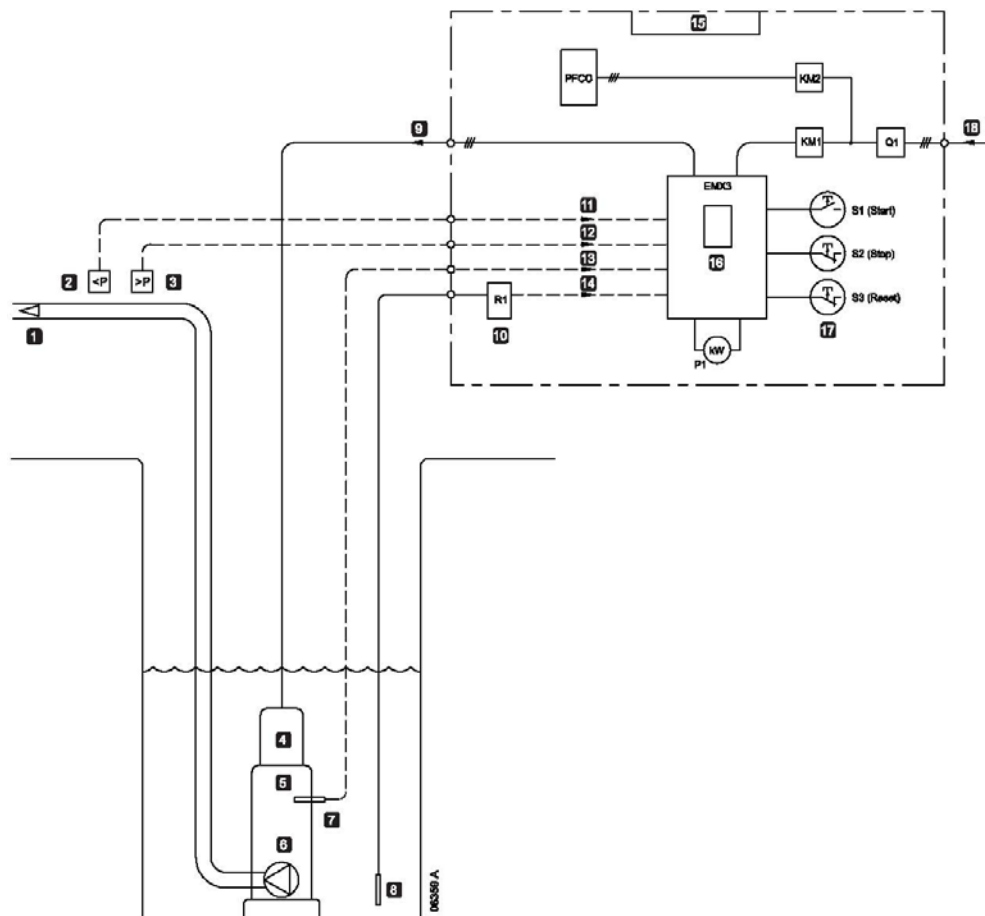 15
PFCC
KM2
9
18
KM1
Q1
EMX3
11
S1 (Start)
12
16
S2 (Stop)
13
2
<P
>P
3
14
R1
S3 (Reset)
10
17
1
kW
P1
4
5
7
6
8
06359 A